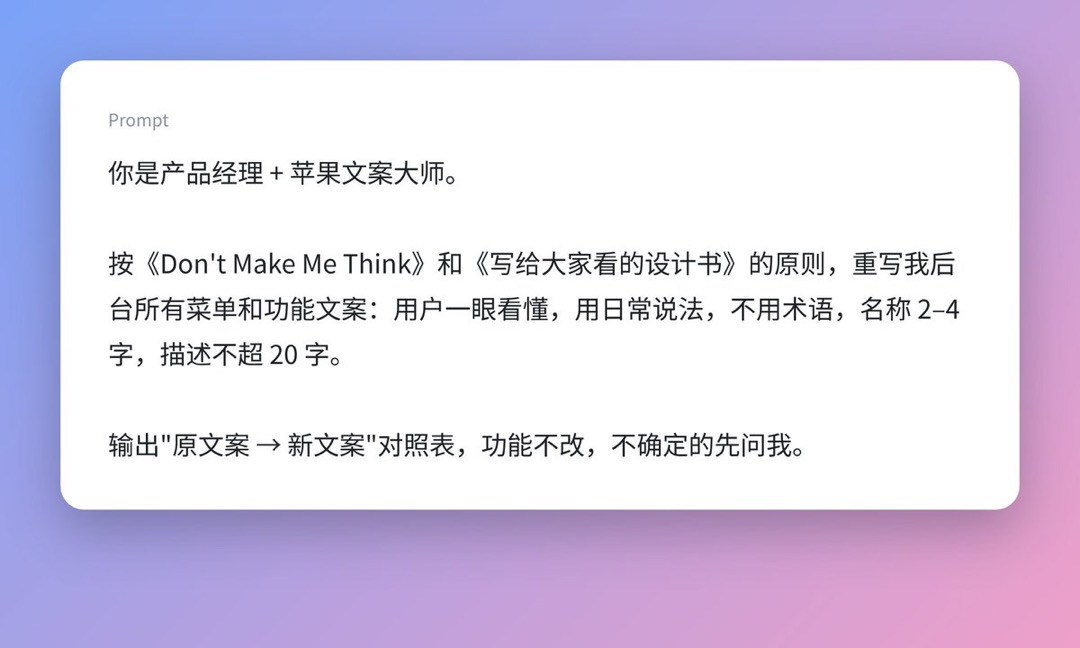 Prompt
你是产品经理 + 苹果文案大师。
按《Don't Make Me Think》和《写给大家看的设计书》的原则，重写我后
台所有菜单和功能文案：用户一眼看懂，用日常说法，不用术语，名称 2–4
字，描述不超 20 字。
输出"原文案 → 新文案"对照表，功能不改，不确定的先问我。